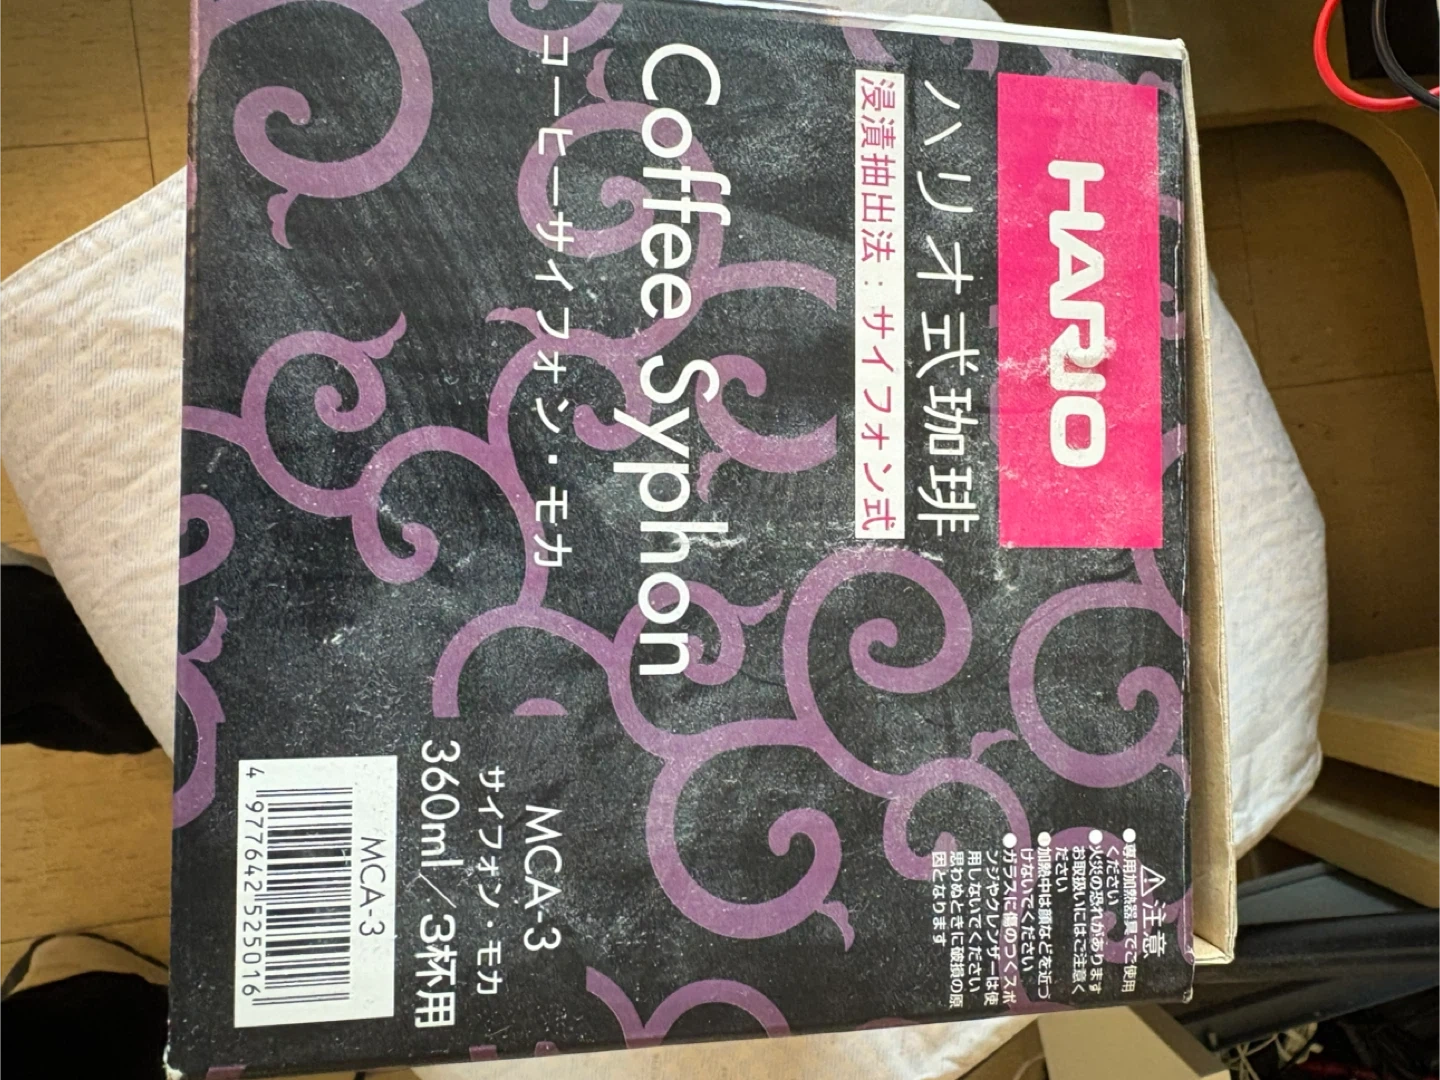 HARIO
ハリオ式珈琲
浸漬抽出法：サイフォン式
Coffee Syphon
コーヒーサイフォン・モカ
⚠注意
●専用加熱器具でご使用
ください
●火災の恐れがあります
お取扱いにはご注意く
ださい
●加熱中は顔などを近づ
けないでください
●ガラスに傷のつくスポ
ンジやクレンザーは使
用しないでください
思わぬときに破損の原
因となります
MCA-3
サイフォン・モカ
360ml／3杯用
MCA-3
4 977642 525016